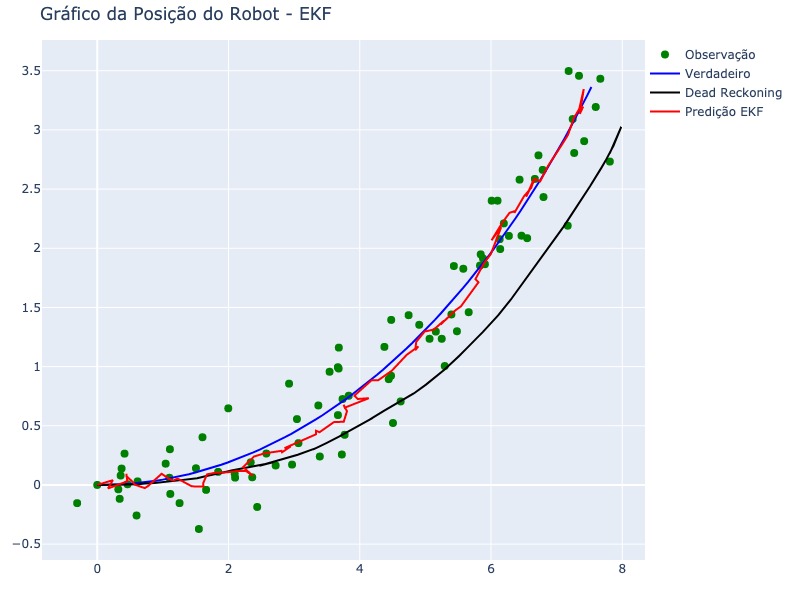 Gráfico da Posição do Robot - EKF
Observação
Verdadeiro
Dead Reckoning
Predição EKF
3.5
3
2.5
2
1.5
1
0.5
0
−0.5
0 2 4 6 8